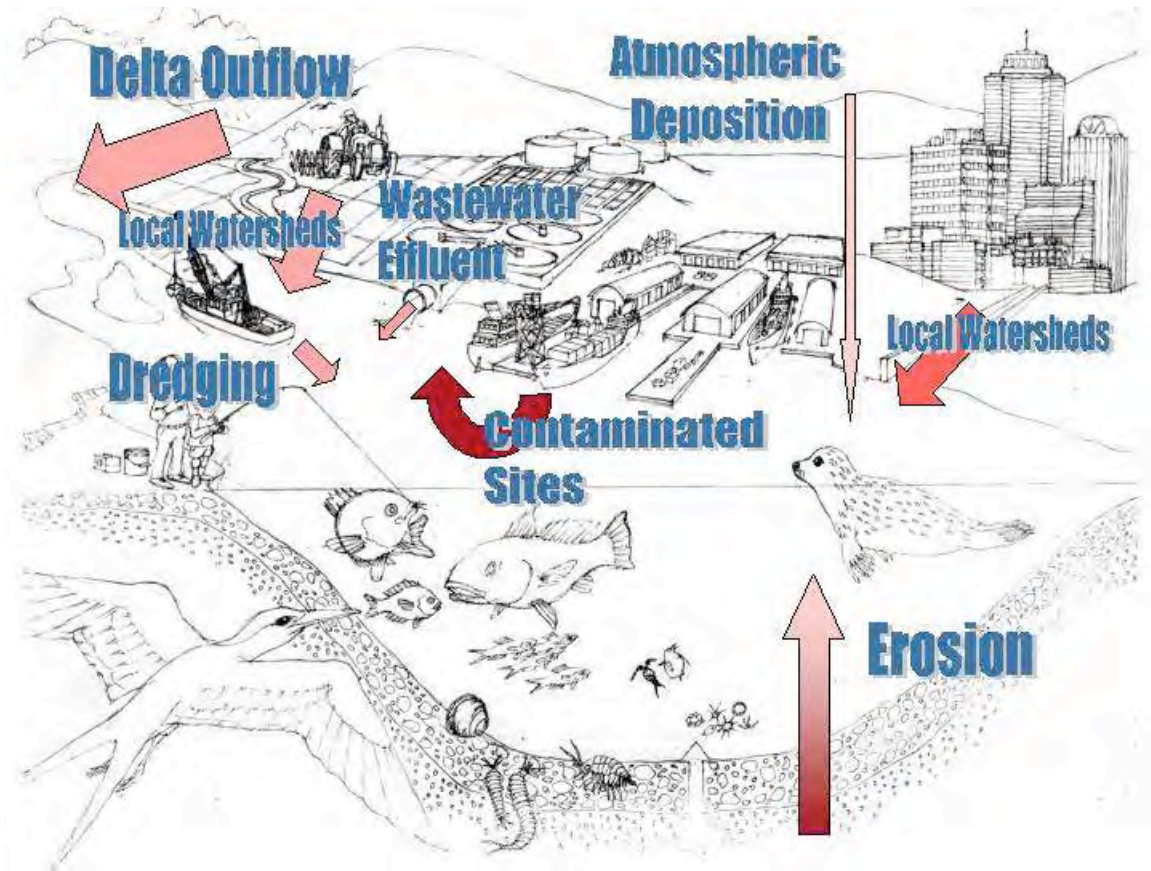 Delta Outflow
Atmospheric
Deposition
Wastewater
Effluent
Local Watersheds
Local Watersheds
Dredging
Contaminated
Sites
Erosion